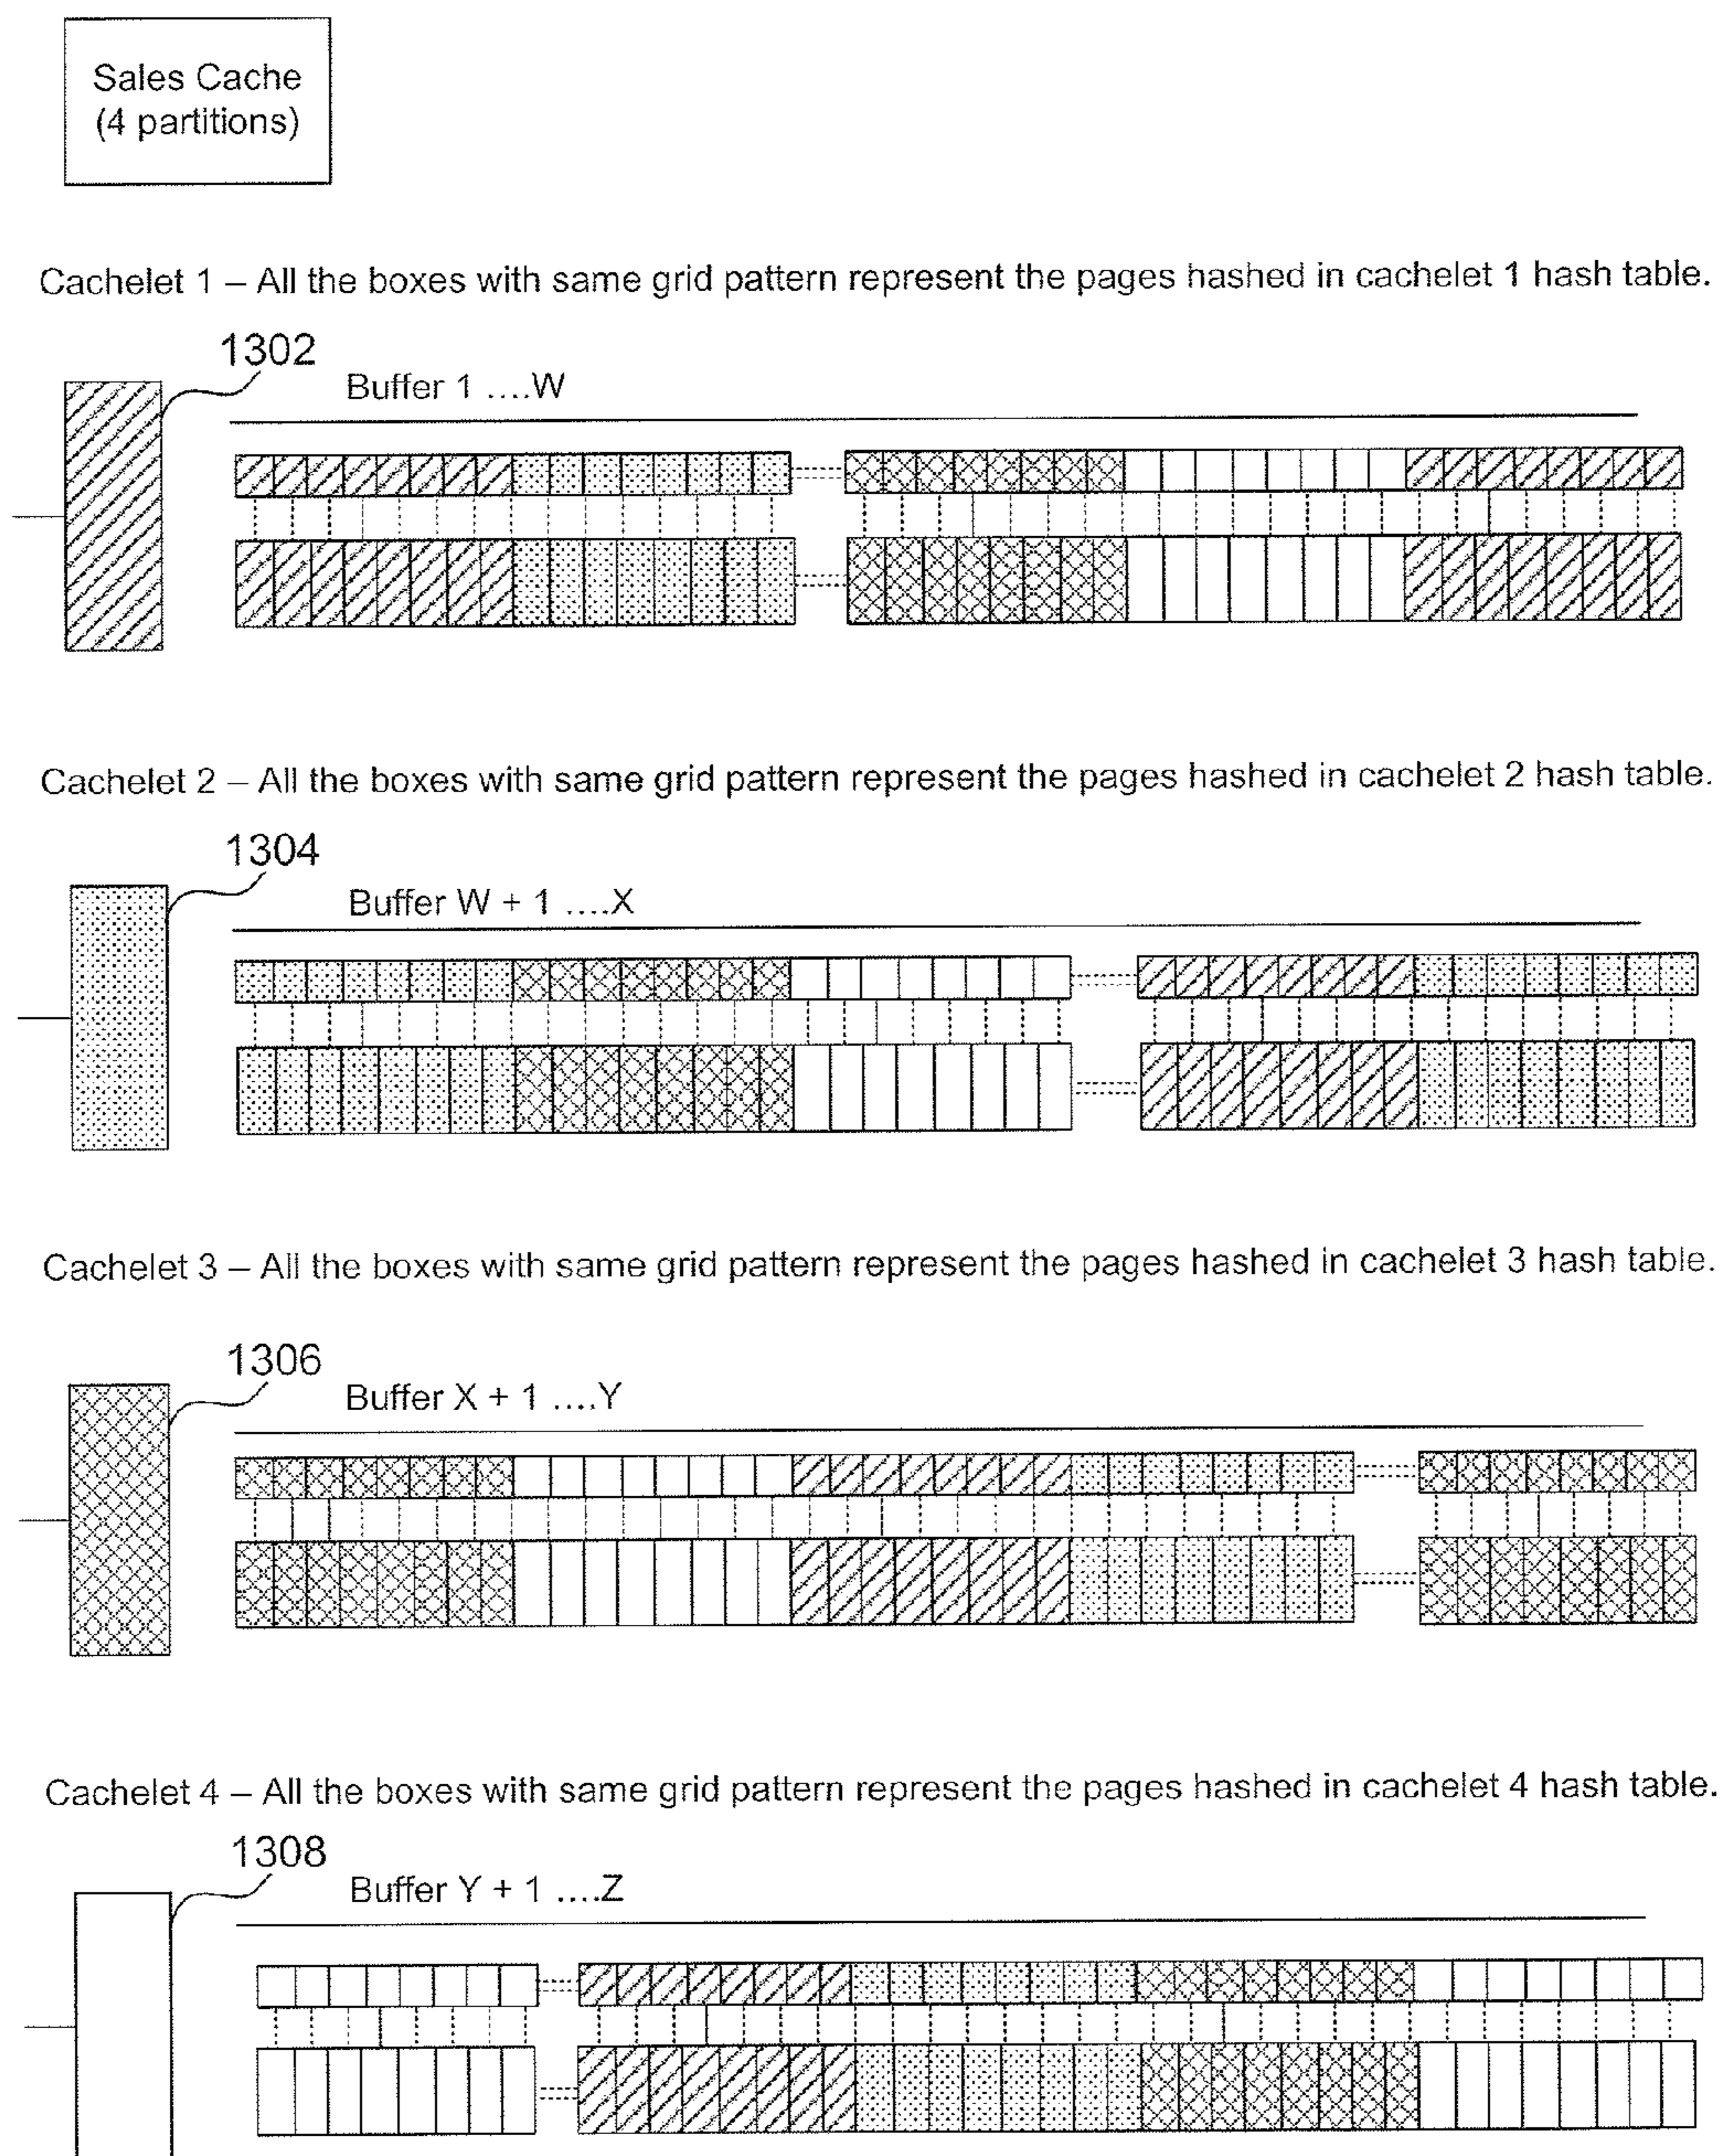 Sales Cache
(4 partitions)
Cachelet 1 – All the boxes with same grid pattern represent the pages hashed in cachelet 1 hash table.
1302
Buffer 1 ....W
Cachelet 2 – All the boxes with same grid pattern represent the pages hashed in cachelet 2 hash table.
1304
Buffer W + 1 ....X
Cachelet 3 – All the boxes with same grid pattern represent the pages hashed in cachelet 3 hash table.
1306
Buffer X + 1 ....Y
Cachelet 4 – All the boxes with same grid pattern represent the pages hashed in cachelet 4 hash table.
1308
Buffer Y + 1 ....Z